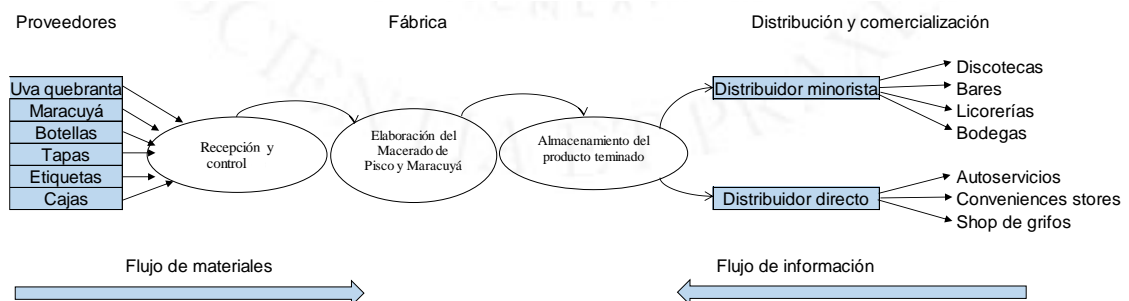 Proveedores
Fábrica
Distribución y comercialización
Uva quebranta
Maracuyá
Botellas
Tapas
Etiquetas
Cajas
Recepción y
control
Elaboración del
Macerado de
Pisco y Maracuyá
Almacenamiento del
producto teminado
Distribuidor minorista
Discotecas
Bares
Licorerías
Bodegas
Distribuidor directo
Autoservicios
Conveniences stores
Shop de grifos
Flujo de materiales
Flujo de información